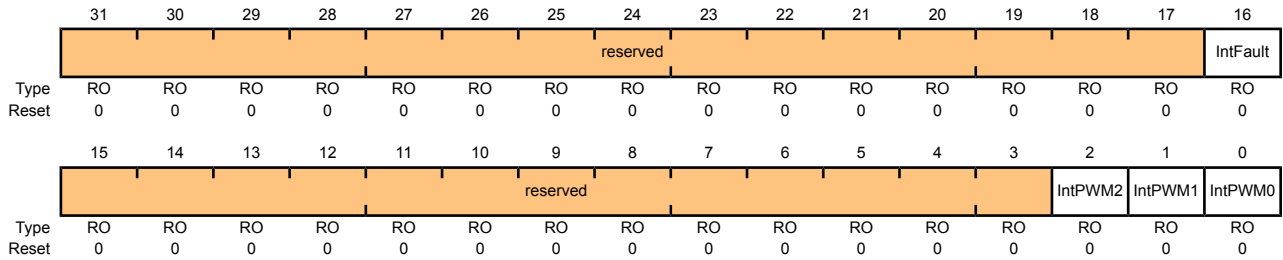 31 30 29 28 27 26 25 24 23 22 21 20 19 18 17 16
reserved IntFault
Type RO RO RO RO RO RO RO RO RO RO RO RO RO RO RO RO
Reset 0 0 0 0 0 0 0 0 0 0 0 0 0 0 0 0
15 14 13 12 11 10 9 8 7 6 5 4 3 2 1 0
reserved IntPWM2 IntPWM1 IntPWM0
Type RO RO RO RO RO RO RO RO RO RO RO RO RO RO RO RO
Reset 0 0 0 0 0 0 0 0 0 0 0 0 0 0 0 0